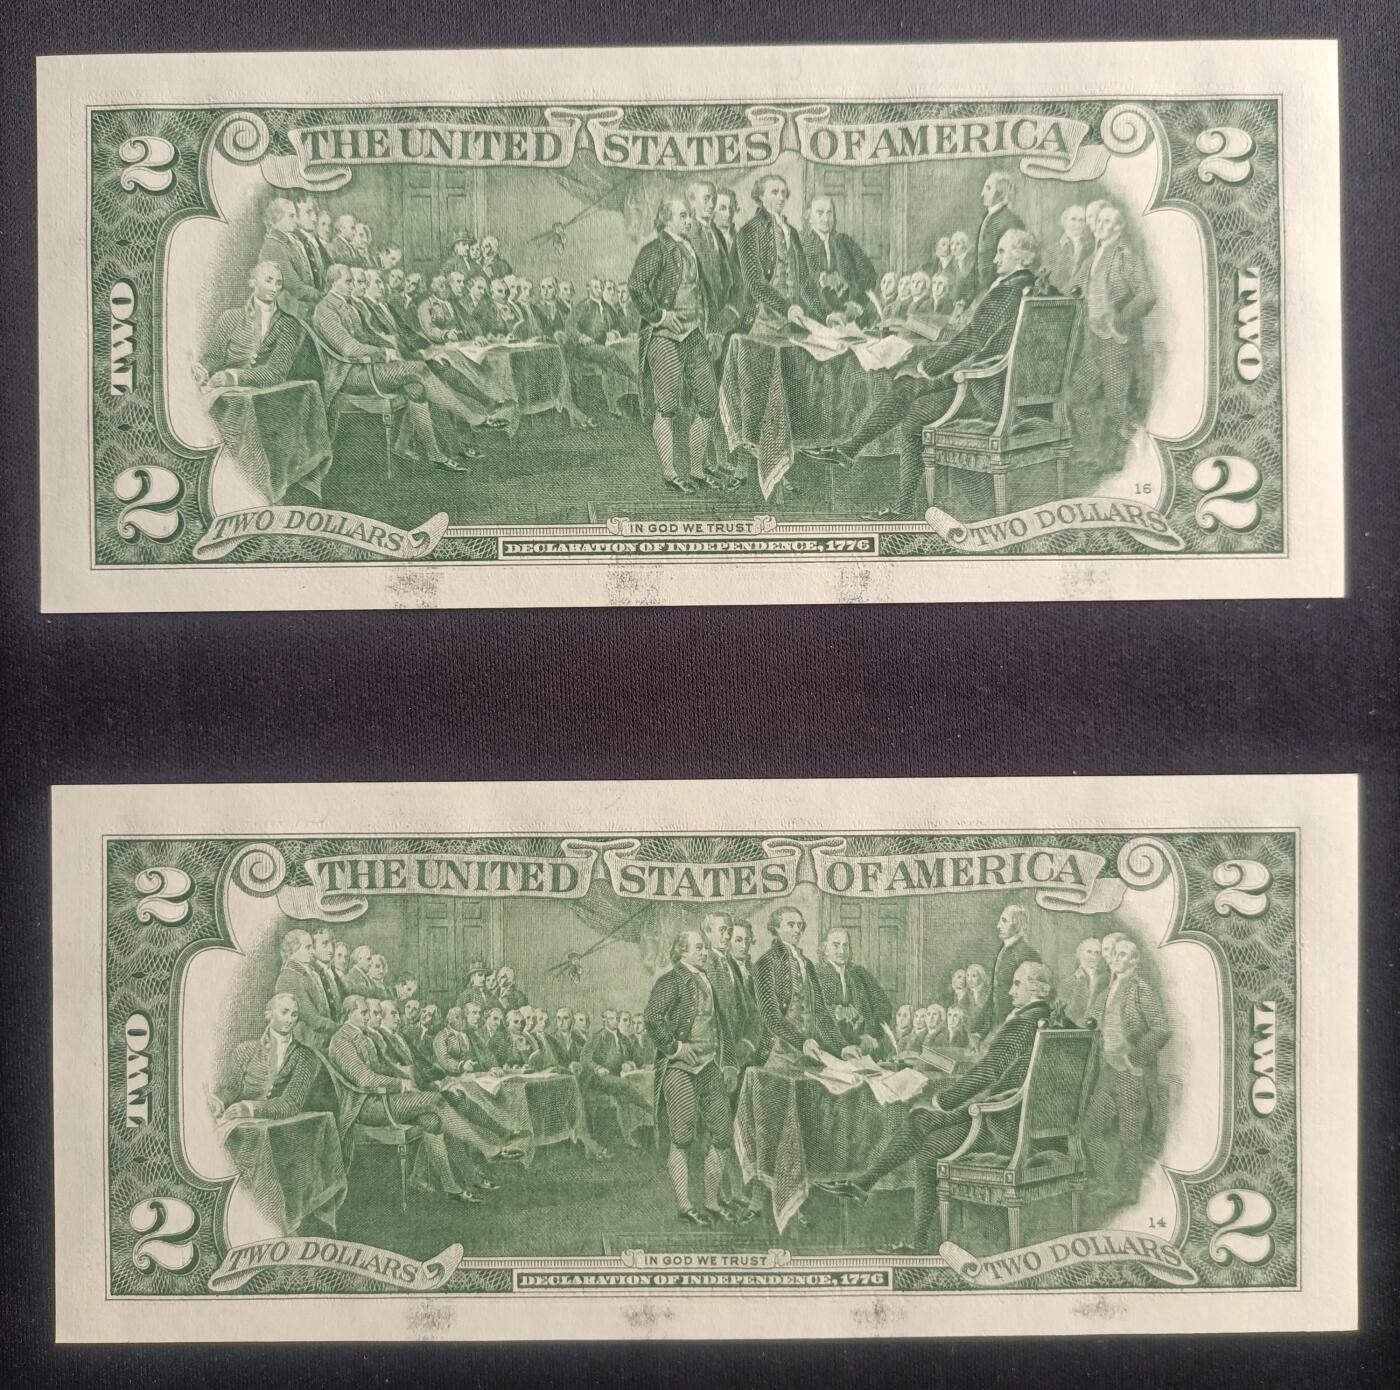 2 THE UNITED STATES OF AMERICA 2
TWO TWO
16
2 TWO DOLLARS IN GOD WE TRUST TWO DOLLARS 2
DECLARATION OF INDEPENDENCE, 1776
2 THE UNITED STATES OF AMERICA 2
TWO TWO
14
2 TWO DOLLARS IN GOD WE TRUST TWO DOLLARS 2
DECLARATION OF INDEPENDENCE, 1776